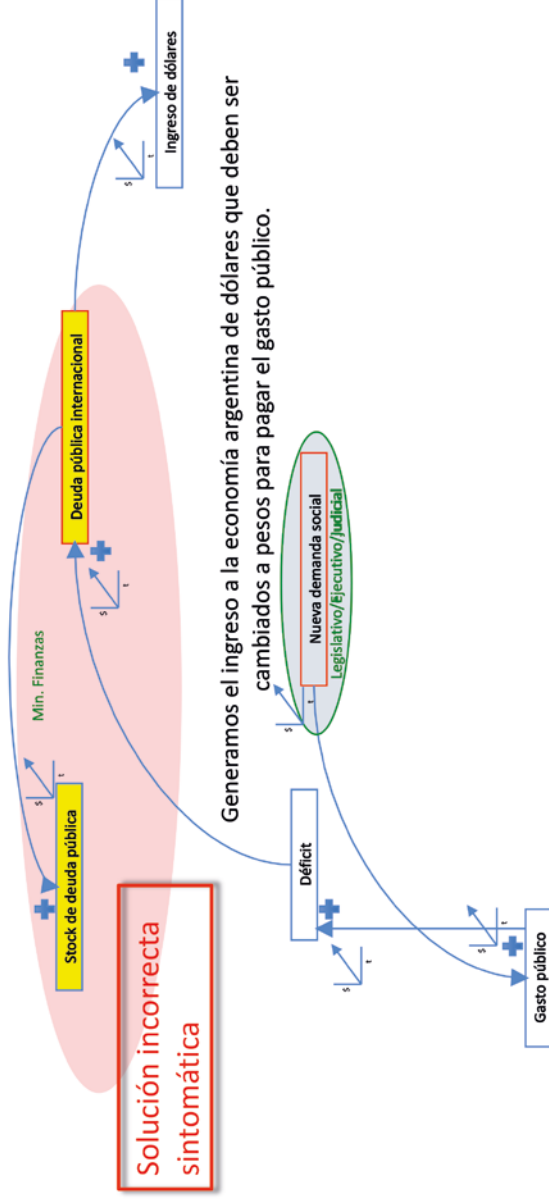 Solución incorrecta
sintomática
Stock de deuda pública
$
t
Min. Finanzas
Deuda pública internacional
$
t
Ingreso de dólares
$
t
Generamos el ingreso a la economía argentina de dólares que deben ser
cambiados a pesos para pagar el gasto público.
Déficit
$
t
Nueva demanda social
Legislativo/Ejecutivo/Judicial
$
t
Gasto público
$
t